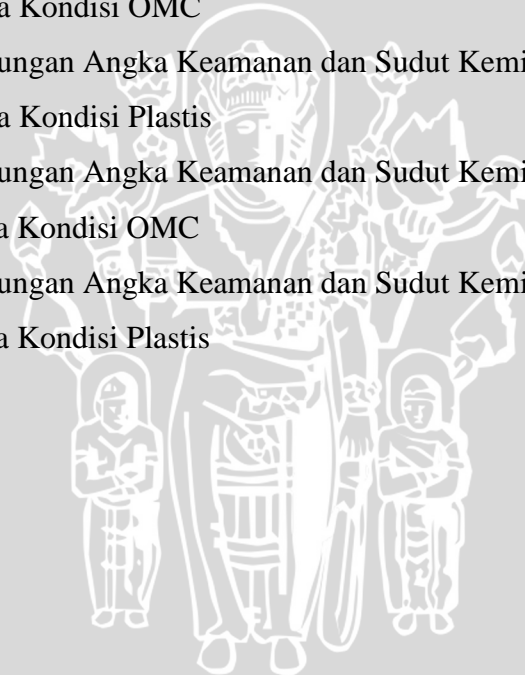 a Kondisi OMC
ungan Angka Keamanan dan Sudut Kemi
a Kondisi Plastis
ungan Angka Keamanan dan Sudut Kemi
a Kondisi OMC
ungan Angka Keamanan dan Sudut Kemi
a Kondisi Plastis